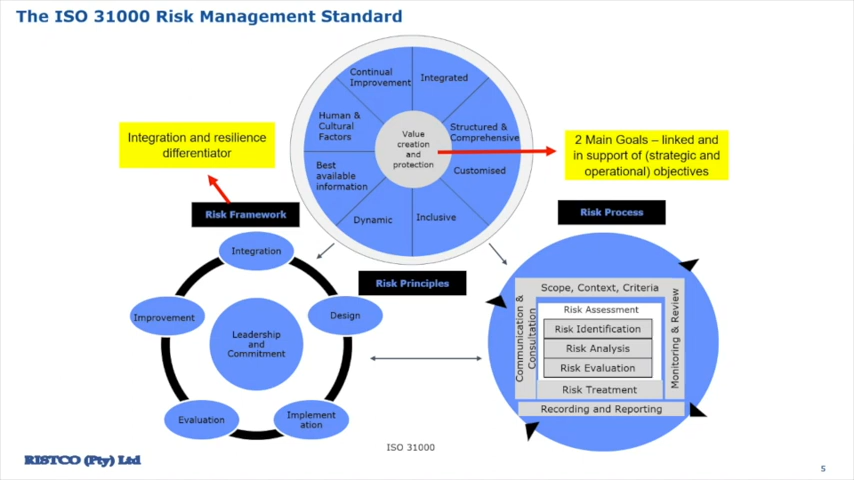 The ISO 31000 Risk Management Standard
Continual
Improvement
Integrated
Human &
Cultural
Factors
Structured &
Comprehensive
Value
creation
and
protection
Best
available
information
Customised
Dynamic
Inclusive
Integration and resilience
differentiator
2 Main Goals – linked and
in support of (strategic and
operational) objectives
Risk Framework
Risk Process
Risk Principles
Integration
Improvement
Design
Leadership
and
Commitment
Evaluation
Implement
ation
Scope, Context, Criteria
Communication &
Consultation
Risk Assessment
Risk Identification
Risk Analysis
Risk Evaluation
Risk Treatment
Monitoring & Review
Recording and Reporting
ISO 31000
RISTCO (Pty) Ltd
5